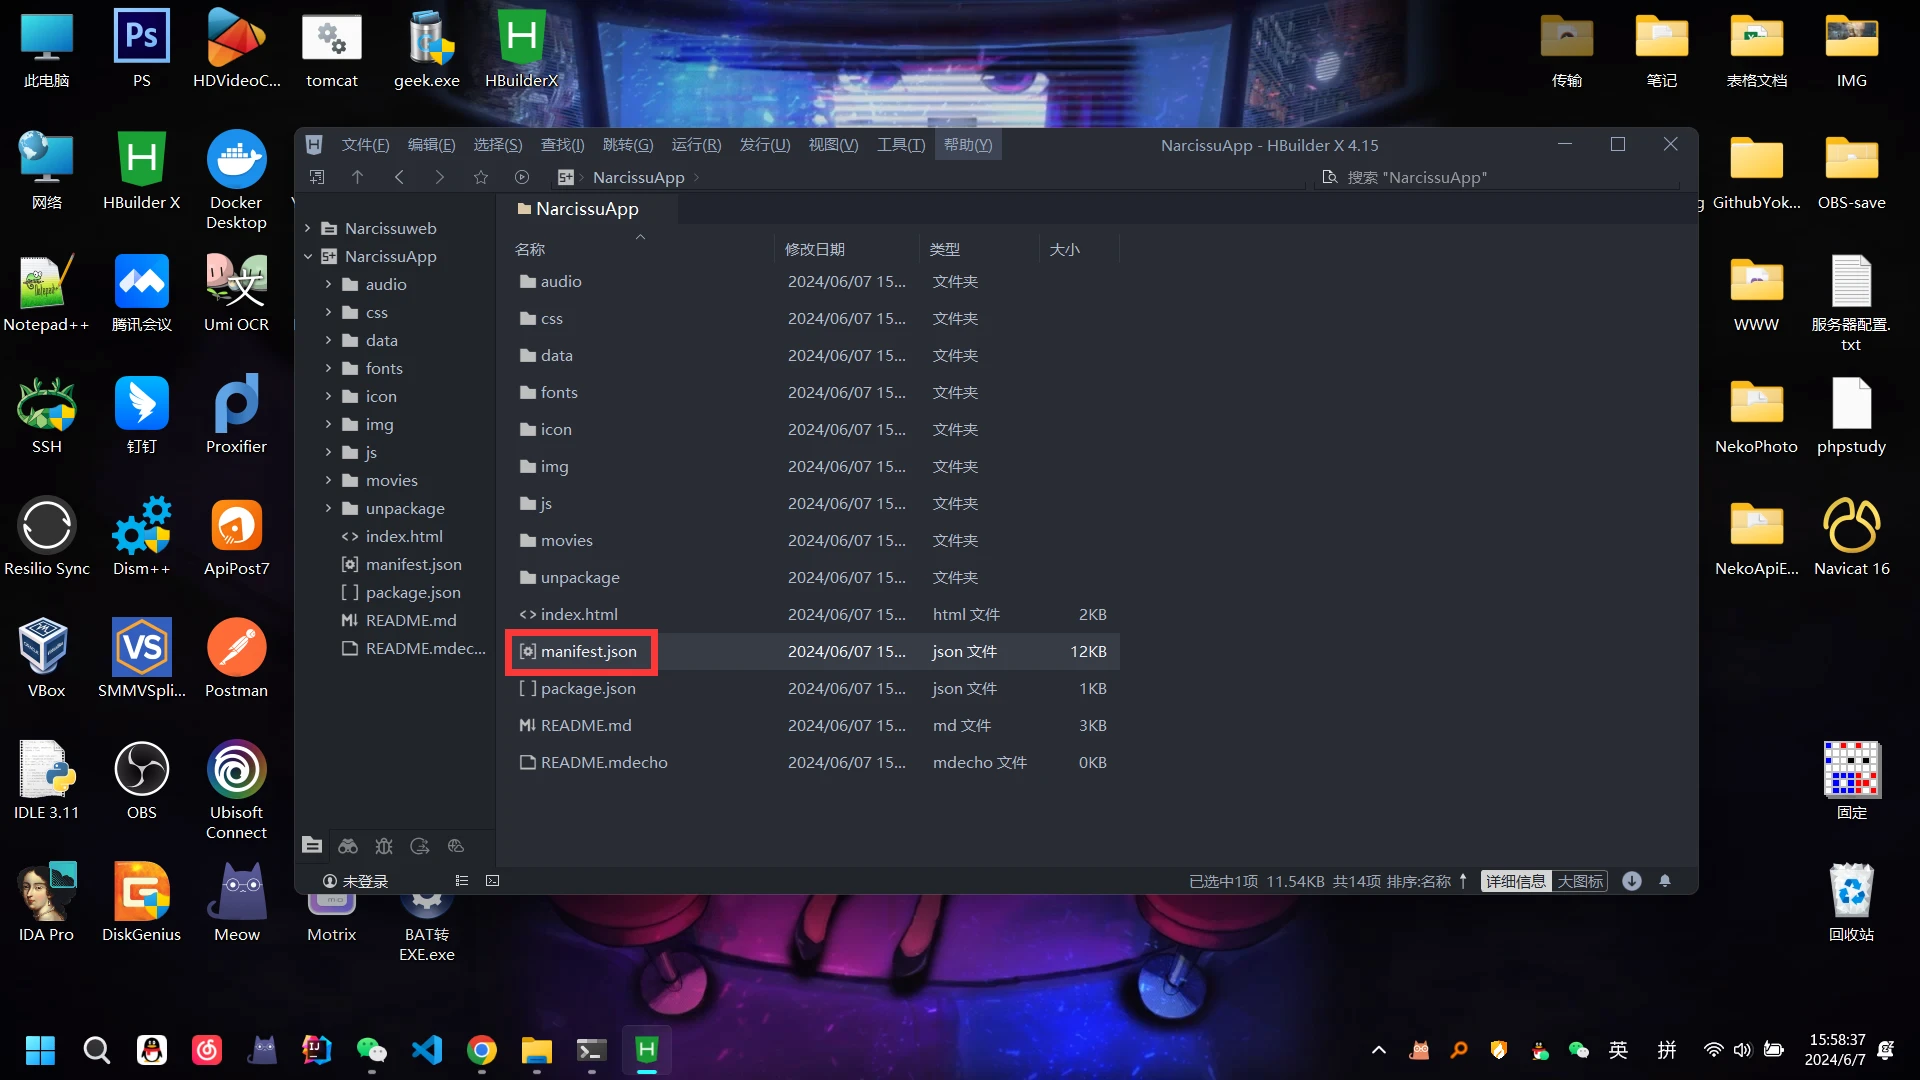 此电脑
PS
HDVideoC...
tomcat
geek.exe
HBuilderX
传输
笔记
表格文档
IMG
文件(F) 编辑(E) 选择(S) 查找(I) 跳转(G) 运行(R) 发行(U) 视图(V) 工具(T) 帮助(Y)
NarcissuApp - HBuilder X 4.15
NarcissuApp
搜索 "NarcissuApp"
网络
HBuilder X
Docker
Desktop
GithubYok...
OBS-save
Notepad++
腾讯会议
Umi OCR
WWW
服务器配置.
txt
SSH
钉钉
Proxifier
NekoPhoto
phpstudy
Resilio Sync
Dism++
ApiPost7
NekoApiE...
Navicat 16
VBox
SMMVSpli...
Postman
IDLE 3.11
OBS
Ubisoft
Connect
固定
IDA Pro
DiskGenius
Meow
Motrix
BAT转
EXE.exe
回收站
Narcissuweb
NarcissuApp
audio
css
data
fonts
icon
img
js
movies
unpackage
index.html
manifest.json
package.json
README.md
README.mdec...
NarcissuApp
名称 修改日期 类型 大小
audio 2024/06/07 15... 文件夹
css 2024/06/07 15... 文件夹
data 2024/06/07 15... 文件夹
fonts 2024/06/07 15... 文件夹
icon 2024/06/07 15... 文件夹
img 2024/06/07 15... 文件夹
js 2024/06/07 15... 文件夹
movies 2024/06/07 15... 文件夹
unpackage 2024/06/07 15... 文件夹
index.html 2024/06/07 15... html 文件 2KB
manifest.json 2024/06/07 15... json 文件 12KB
package.json 2024/06/07 15... json 文件 1KB
README.md 2024/06/07 15... md 文件 3KB
README.mdecho 2024/06/07 15... mdecho 文件 0KB
未登录
已选中1项 11.54KB 共14项 排序:名称 详细信息 大图标
英 拼
15:58:37
2024/6/7